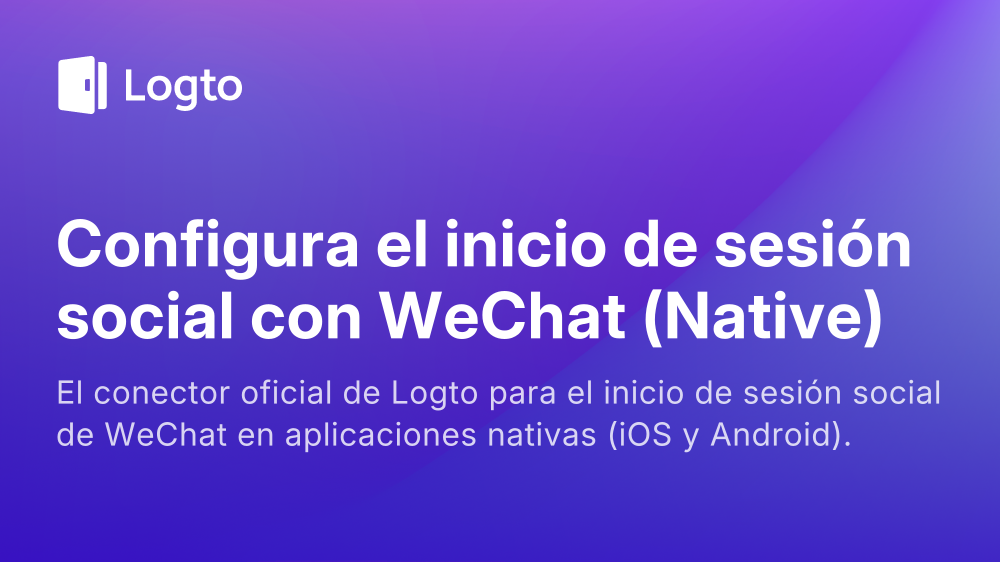 Logto
Configura el inicio de sesión
social con WeChat (Native)
El conector oficial de Logto para el inicio de sesión social
de WeChat en aplicaciones nativas (iOS y Android).